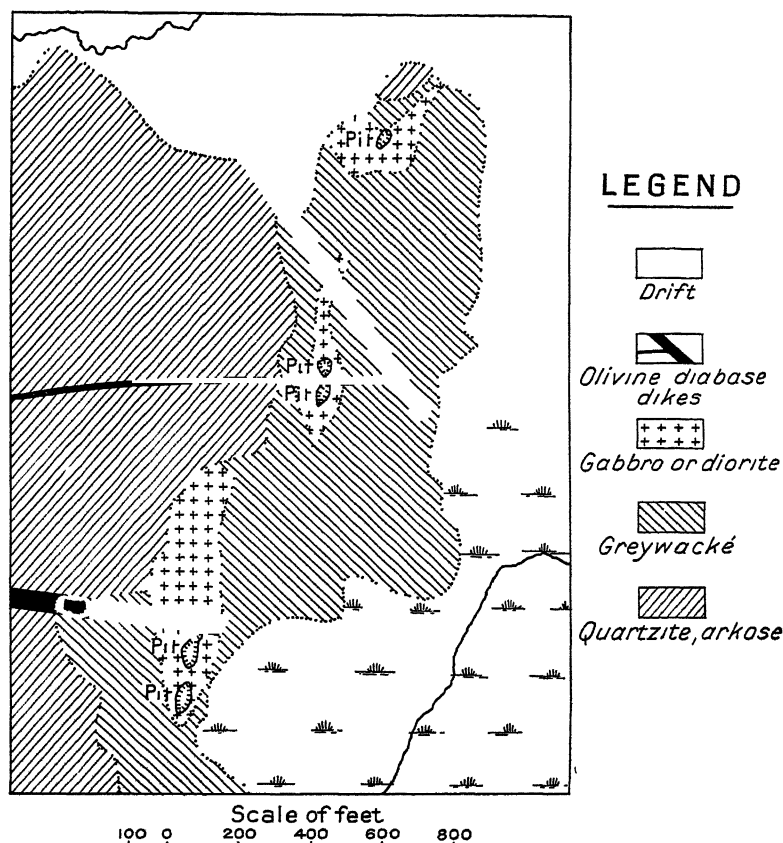 Pit
Pit
Pit
Pit
Pit
LEGEND
Drift
Olivine diabase
dikes
Gabbro or diorite
Greywacké
Quartzite, arkose
Scale of feet
100 0 200 400 600 800